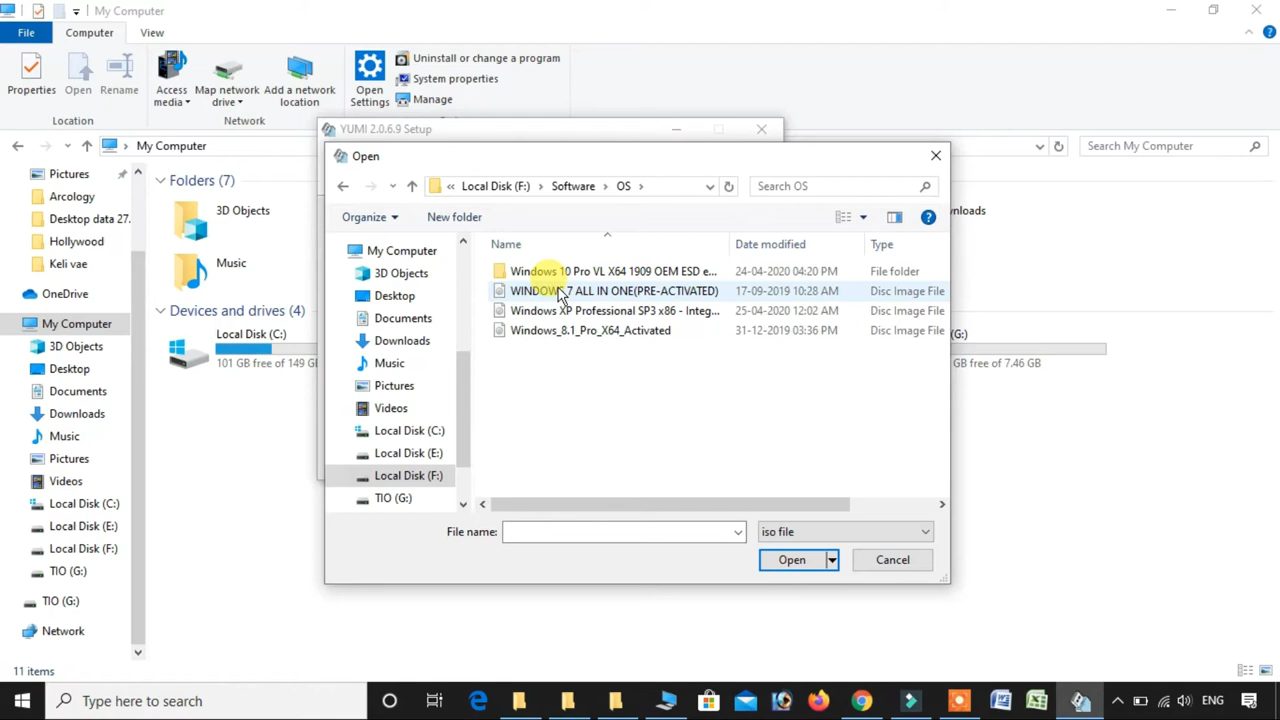 My Computer
File
Computer
View
Properties
Open
Rename
Access
media
Map network
drive
Add a network
location
Open
Settings
Uninstall or change a program
System properties
Manage
Location
Network
YUMI 2.0.6.9 Setup
My Computer
Search My Computer
Open
« Local Disk (F:) > Software > OS >
Search OS
Organize
New folder
Pictures
Arcology
Desktop data 27.
Hollywood
Keli vae
OneDrive
My Computer
3D Objects
Desktop
Documents
Downloads
Music
Pictures
Videos
Local Disk (C:)
Local Disk (E:)
Local Disk (F:)
TIO (G:)
TIO (G:)
Network
Folders (7)
3D Objects
Music
Devices and drives (4)
Local Disk (C:)
101 GB free of 149 G
wnloads
(G:)
GB free of 7.46 GB
My Computer
3D Objects
Desktop
Documents
Downloads
Music
Pictures
Videos
Local Disk (C:)
Local Disk (E:)
Local Disk (F:)
TIO (G:)
Name
Date modified
Type
Windows 10 Pro VL X64 1909 OEM ESD e...
24-04-2020 04:20 PM
File folder
WINDOWS 7 ALL IN ONE(PRE-ACTIVATED)
17-09-2019 10:28 AM
Disc Image File
Windows XP Professional SP3 x86 - Integ...
25-04-2020 12:02 AM
Disc Image File
Windows_8.1_Pro_X64_Activated
31-12-2019 03:36 PM
Disc Image File
File name:
iso file
Open
Cancel
11 items
Type here to search
ENG